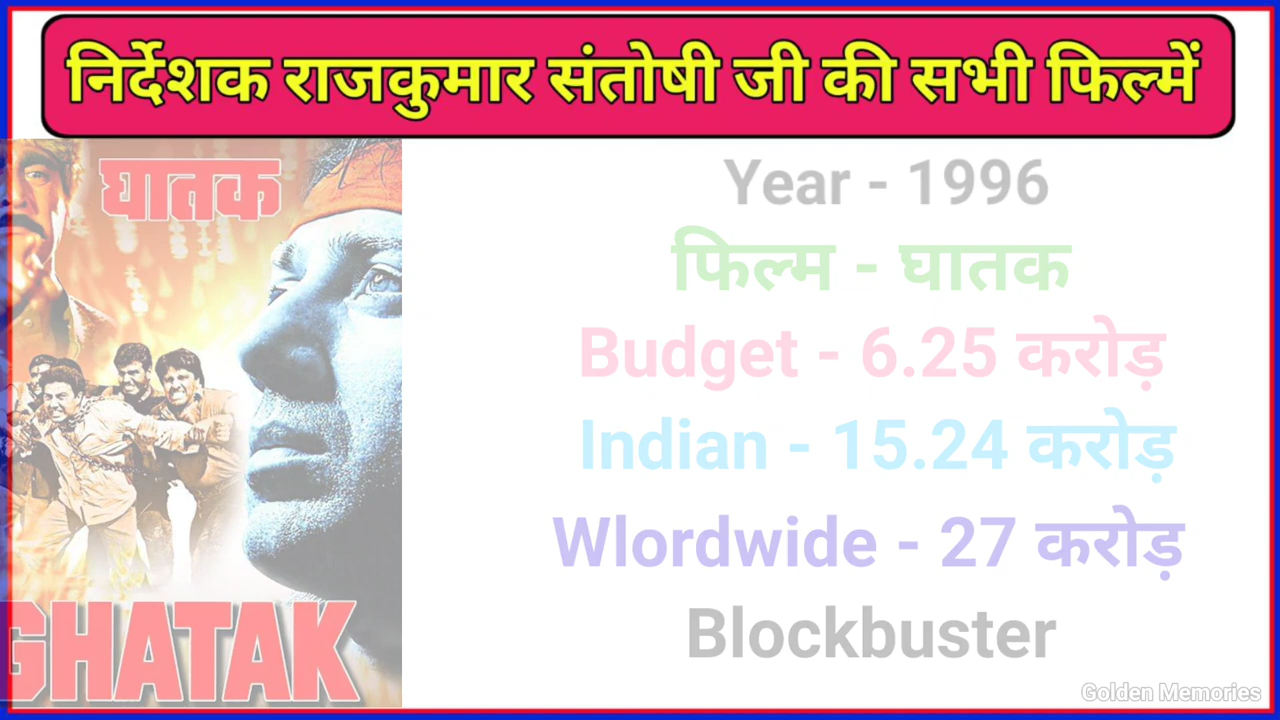 निर्देशक राजकुमार संतोषी जी की सभी फिल्में
घातक
Year - 1996
फिल्म - घातक
Budget - 6.25 करोड़
Indian - 15.24 करोड़
Wlordwide - 27 करोड़
Blockbuster
GHATAK
Golden Memories